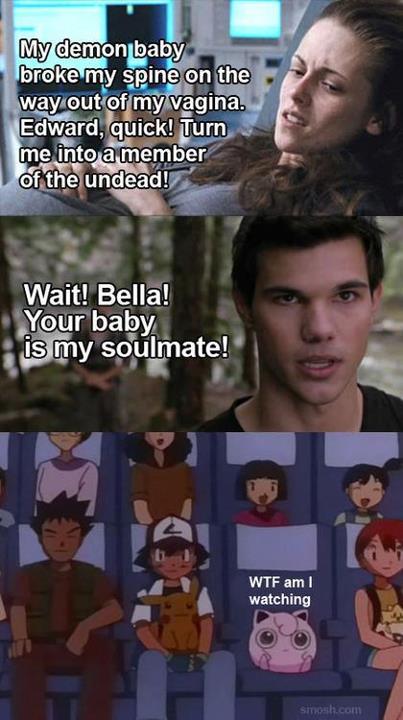 My demon baby
broke my spine on the
way out of my vagina.
Edward, quick! Turn
me into a member
of the undead!
Wait! Bella!
Your baby
is my soulmate!
WTF am I
watching
smosh.com